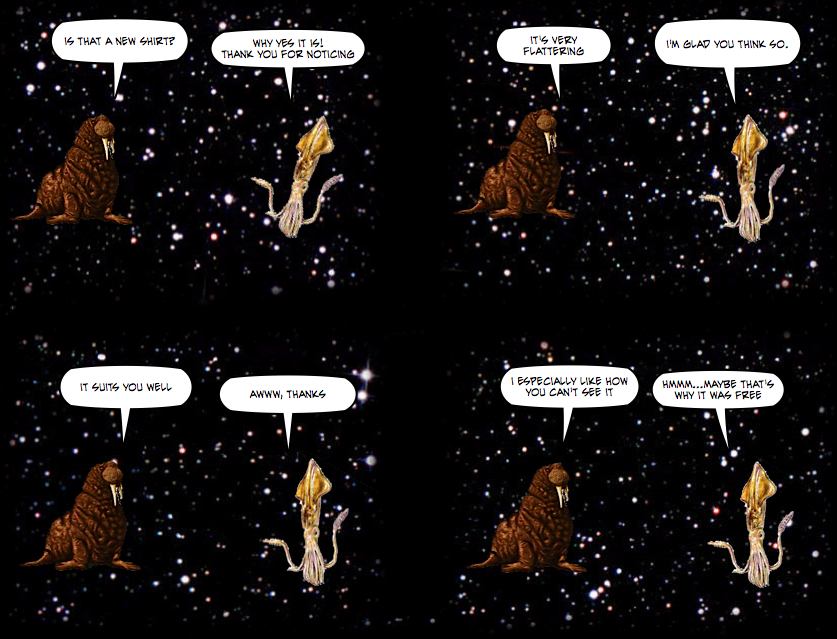 IS THAT A NEW SHIRT?
WHY YES IT IS!
THANK YOU FOR NOTICING
IT'S VERY
FLATTERING
I'M GLAD YOU THINK SO.
IT SUITS YOU WELL
AWWW, THANKS
I ESPECIALLY LIKE HOW
YOU CAN'T SEE IT
HMMM...MAYBE THAT'S
WHY IT WAS FREE